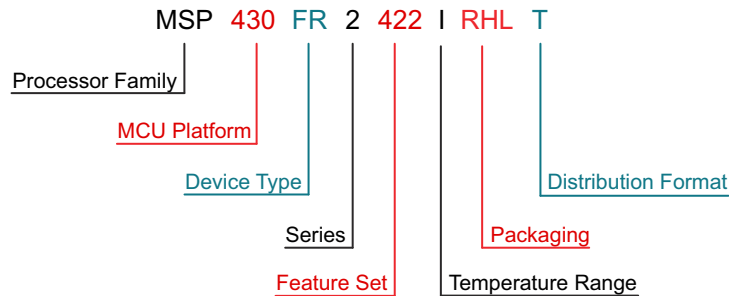 MSP 430 FR 2 422 I RHL T
Processor Family
MCU Platform
Device Type Distribution Format
Series Packaging
Feature Set Temperature Range